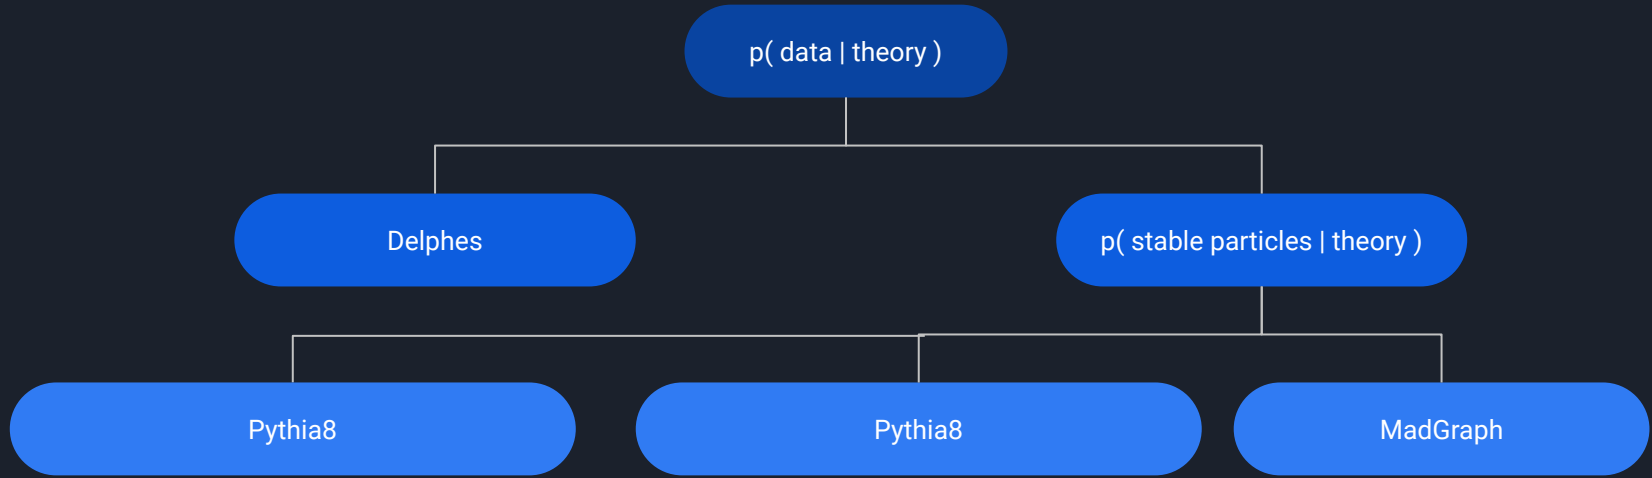 p( data | theory )
Delphes
p( stable particles | theory )
Pythia8
Pythia8
MadGraph